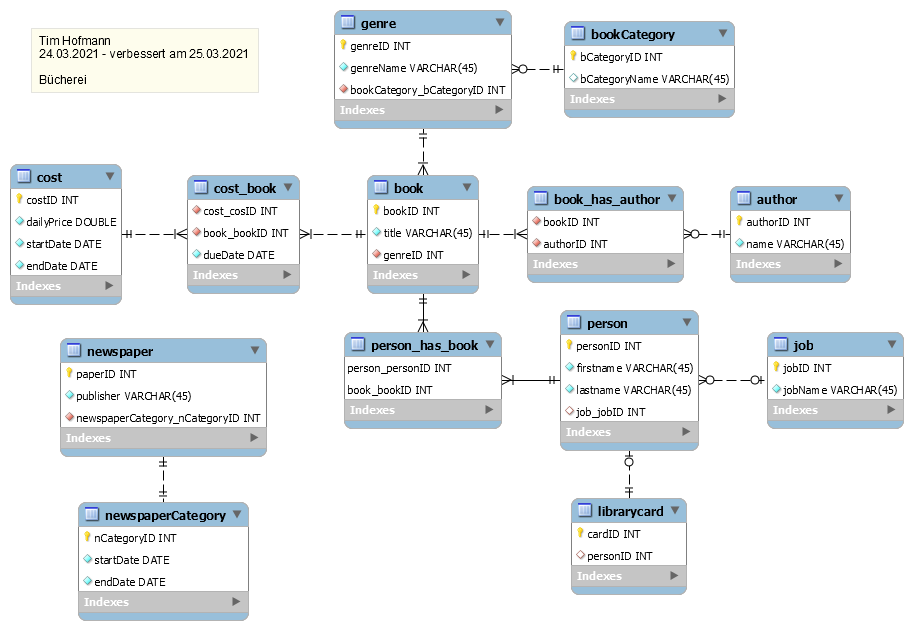 Tim Hofmann
24.03.2021 - verbessert am 25.03.2021
Bücherei
genre
genreID INT
genreName VARCHAR(45)
bookCategory_bCategoryID INT
Indexes
bookCategory
bCategoryID INT
bCategoryName VARCHAR(45)
Indexes
cost
costID INT
dailyPrice DOUBLE
startDate DATE
endDate DATE
Indexes
cost_book
cost_cosID INT
book_bookID INT
dueDate DATE
Indexes
book
bookID INT
title VARCHAR(45)
genreID INT
Indexes
book_has_author
bookID INT
authorID INT
Indexes
author
authorID INT
name VARCHAR(45)
Indexes
newspaper
paperID INT
publisher VARCHAR(45)
newspaperCategory_nCategoryID INT
Indexes
person_has_book
person_personID INT
book_bookID INT
Indexes
person
personID INT
firstname VARCHAR(45)
lastname VARCHAR(45)
job_jobID INT
Indexes
job
jobID INT
jobName VARCHAR(45)
Indexes
newspaperCategory
nCategoryID INT
startDate DATE
endDate DATE
Indexes
librarycard
cardID INT
personID INT
Indexes